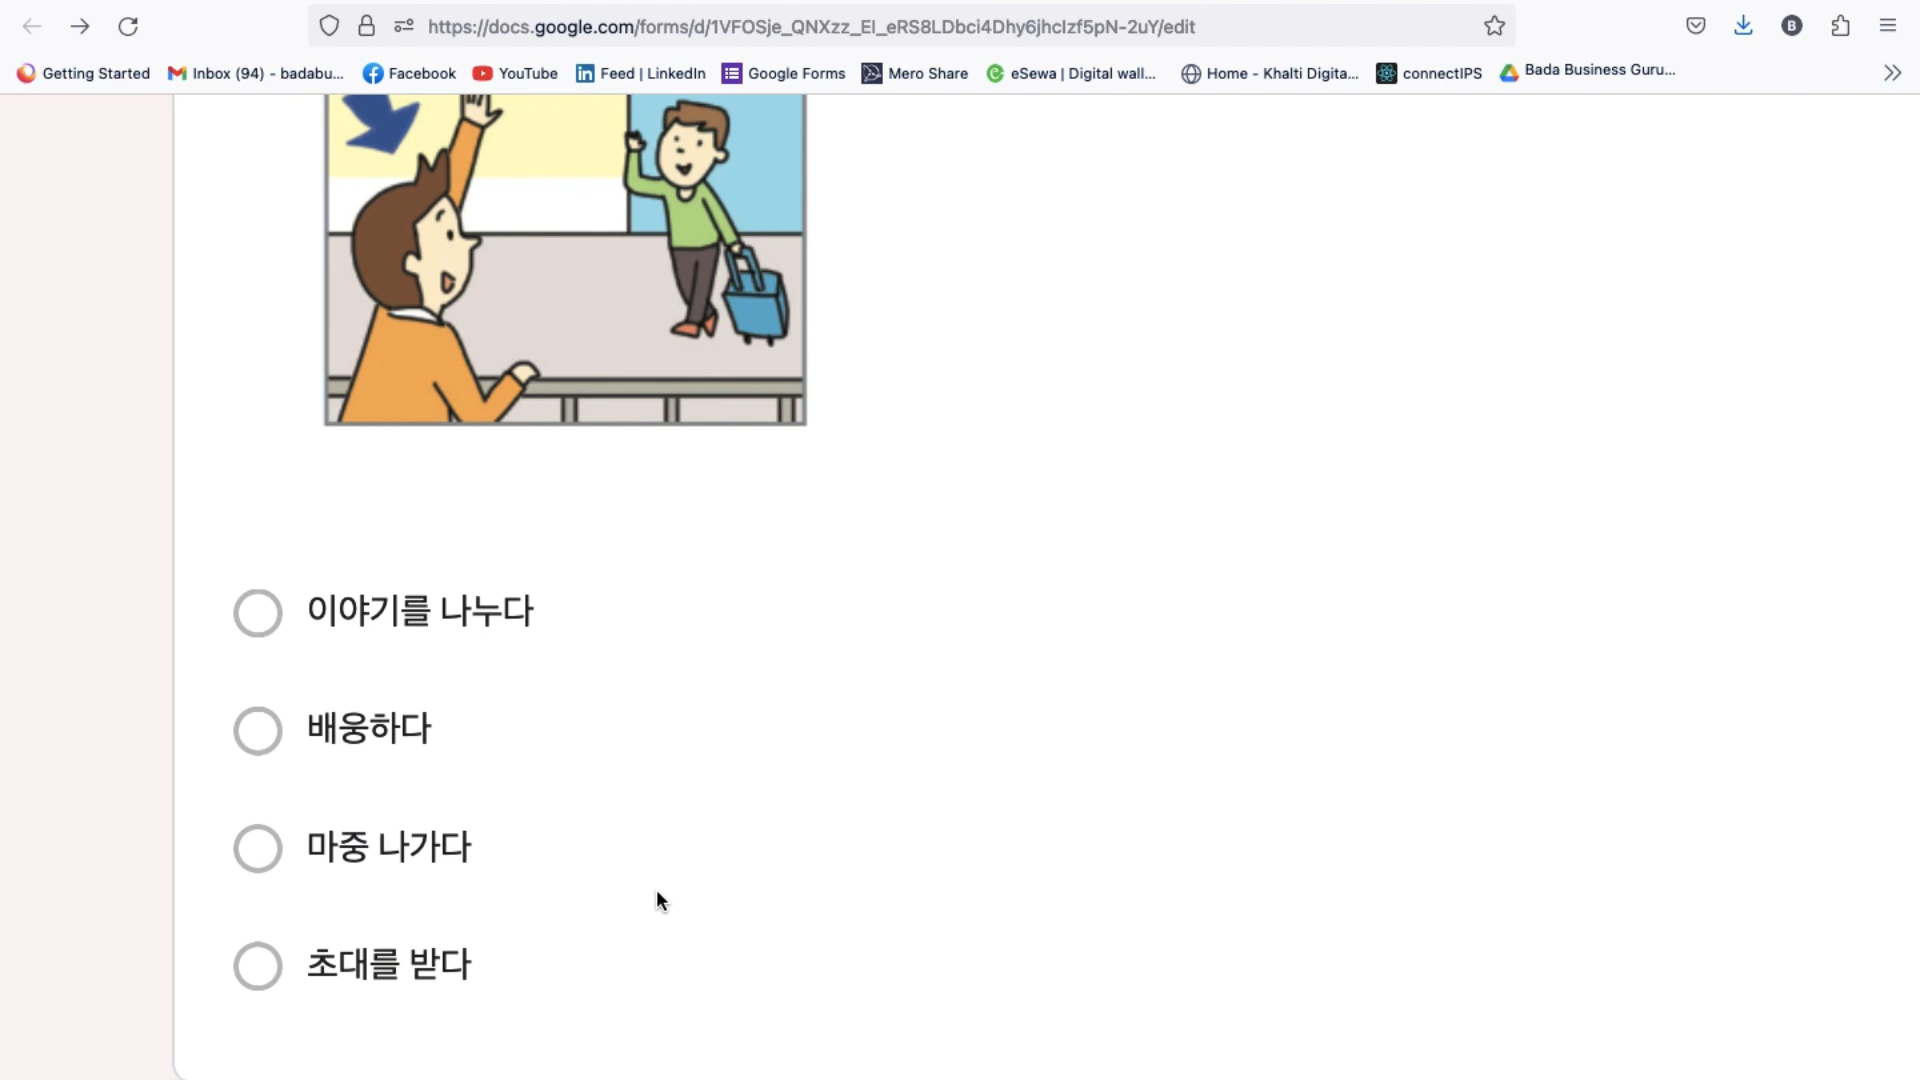 https://docs.google.com/forms/d/1VFOSje_QNXzz_El_eRS8LDbci4Dhy6jhcIzf5pN-2uY/edit
B
Getting Started
Inbox (94) - badabu...
Facebook
YouTube
Feed | LinkedIn
Google Forms
Mero Share
eSewa | Digital wall...
Home - Khalti Digita...
connectIPS
Bada Business Guru...
이야기를 나누다
배웅하다
마중 나가다
초대를 받다